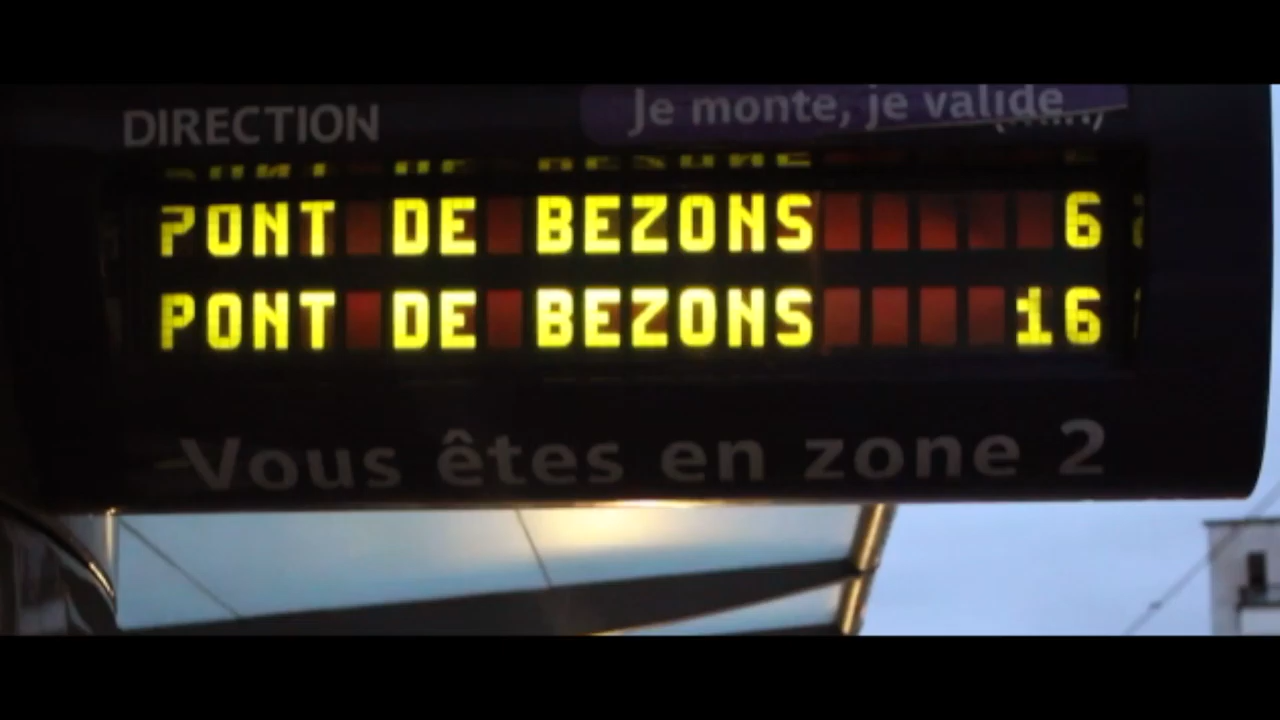 DIRECTION
Je monte, je valide
PONT DE BEZONS 6
PONT DE BEZONS 16
Vous êtes en zone 2